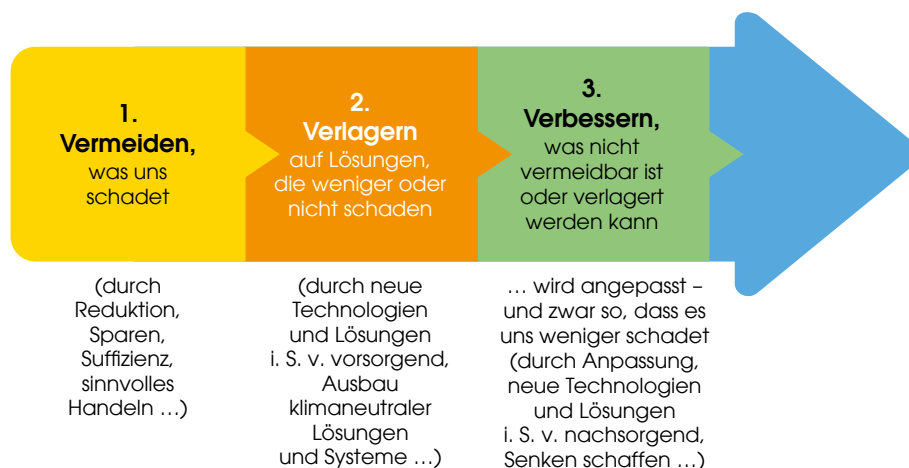 1.
Vermeiden,
was uns
schadet
2.
Verlagern
auf Lösungen,
die weniger oder
nicht schaden
3.
Verbessern,
was nicht
vermeidbar ist
oder verlagert
werden kann
(durch
Reduktion,
Sparen,
Suffizienz,
sinnvolles
Handeln …)
(durch neue
Technologien
und Lösungen
i. S. v. vorsorgend,
Ausbau
klimaneutraler
Lösungen
und Systeme …)
… wird angepasst –
und zwar so, dass es
uns weniger schadet
(durch Anpassung,
neue Technologien
und Lösungen
i. S. v. nachsorgend,
Senken schaffen …)